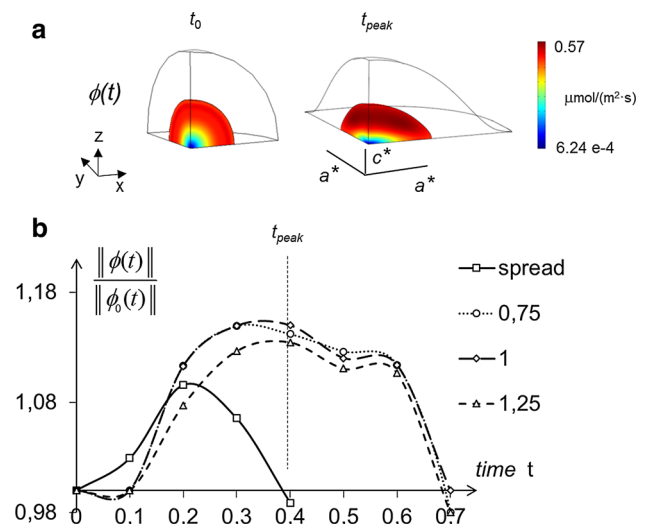 a
t0
tpeak
ϕ(t)
0.57
μmol/(m²·s)
6.24 e-4
z
y
x
c*
a*
a*
b
tpeak
‖ϕ(t)‖
‖ϕ0(t)‖
spread
0,75
1
1,25
1,18
1,08
0,98
time t
0 0.1 0.2 0.3 0.4 0.5 0.6 0.7